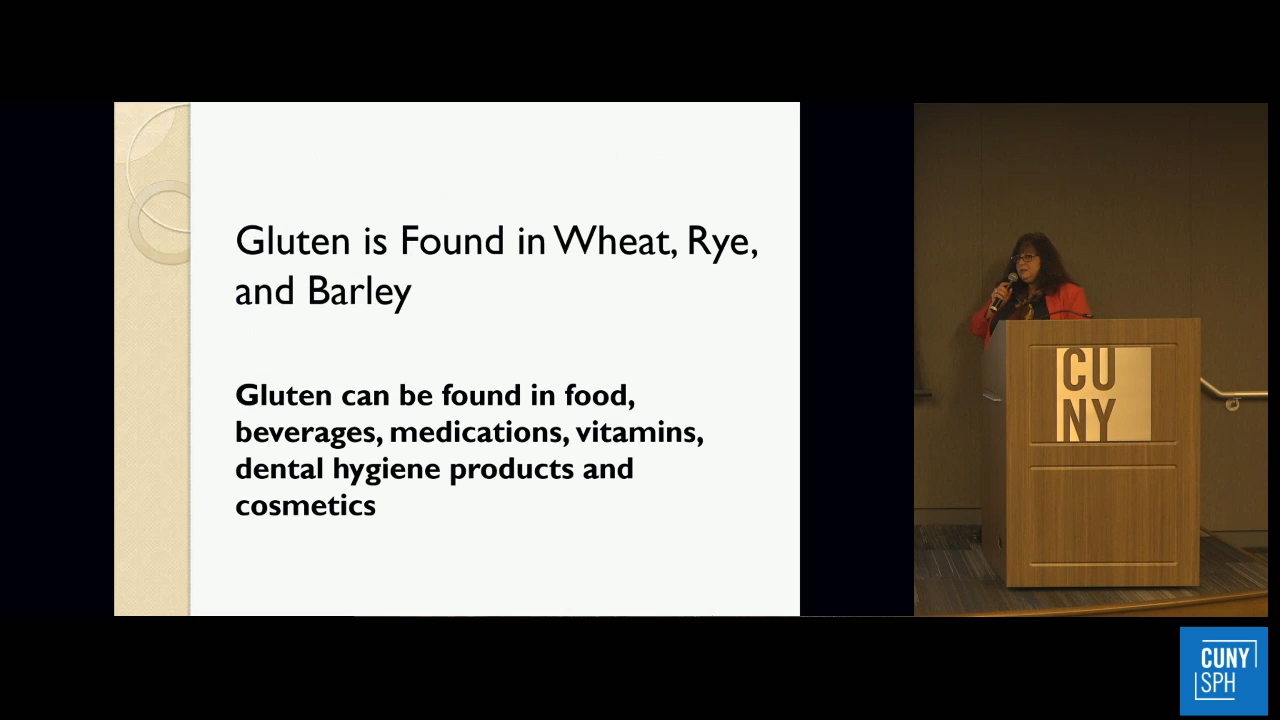 Gluten is Found in Wheat, Rye,
and Barley
Gluten can be found in food,
beverages, medications, vitamins,
dental hygiene products and
cosmetics
CU
NY
CUNY
SPH